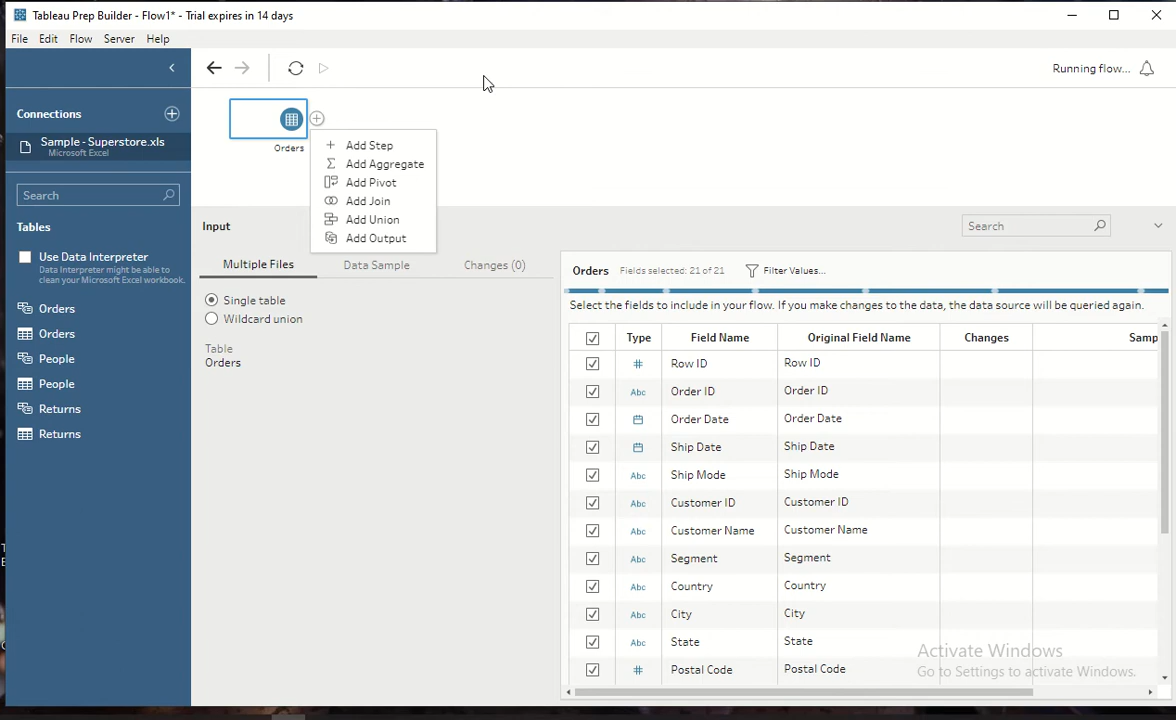 Tableau Prep Builder - Flow1* - Trial expires in 14 days
File Edit Flow Server Help
Running flow...
Connections
Sample - Superstore.xls
Microsoft Excel
Orders
Add Step
Add Aggregate
Add Pivot
Add Join
Add Union
Add Output
Search
Tables
Use Data Interpreter
Data Interpreter might be able to
clean your Microsoft Excel workbook.
Orders
Orders
People
People
Returns
Returns
Input
Search
Multiple Files Data Sample Changes (0)
Single table
Wildcard union
Table
Orders
Orders Fields selected: 21 of 21 Filter Values...
Select the fields to include in your flow. If you make changes to the data, the data source will be queried again.
Type Field Name Original Field Name Changes Samp
# Row ID Row ID
Abc Order ID Order ID
Order Date Order Date
Ship Date Ship Date
Abc Ship Mode Ship Mode
Abc Customer ID Customer ID
Abc Customer Name Customer Name
Abc Segment Segment
Abc Country Country
Abc City City
Abc State State
# Postal Code Postal Code
Activate Windows
Go to Settings to activate Windows.